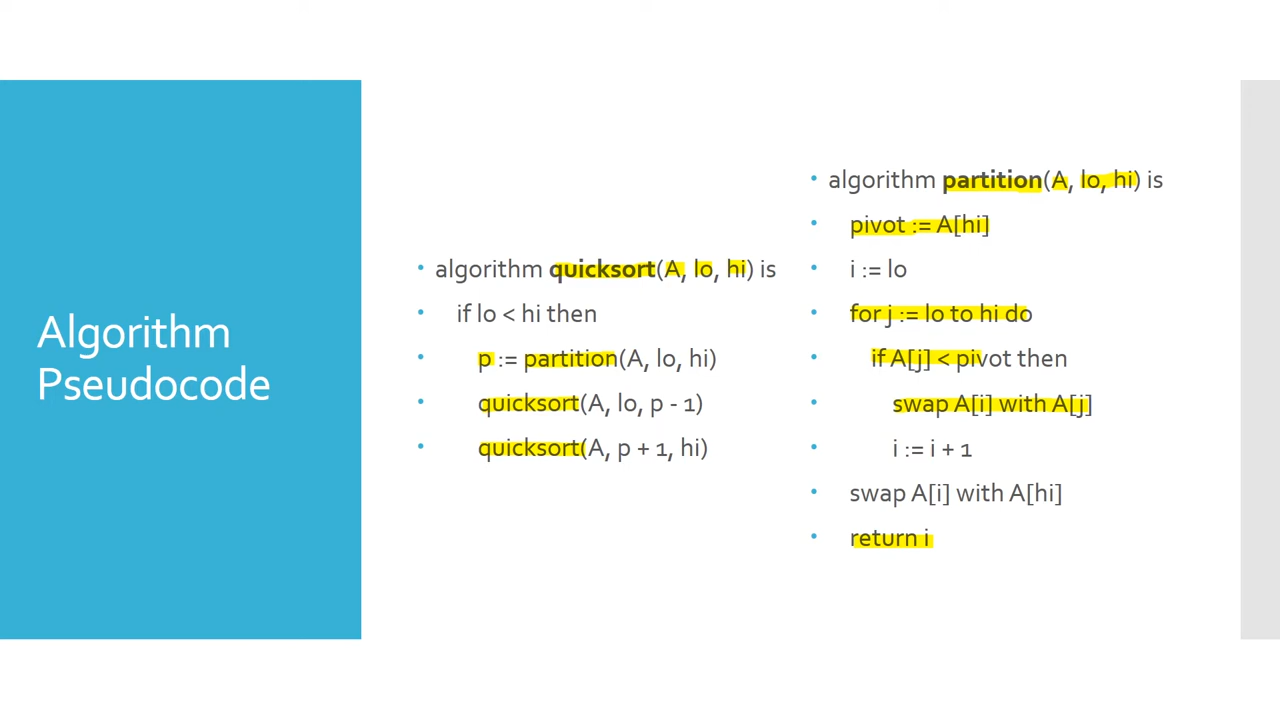 Algorithm
Pseudocode
• algorithm quicksort(A, lo, hi) is
• if lo < hi then
• p := partition(A, lo, hi)
• quicksort(A, lo, p - 1)
• quicksort(A, p + 1, hi)
• algorithm partition(A, lo, hi) is
• pivot := A[hi]
• i := lo
• for j := lo to hi do
• if A[j] < pivot then
• swap A[i] with A[j]
• i := i + 1
• swap A[i] with A[hi]
• return i